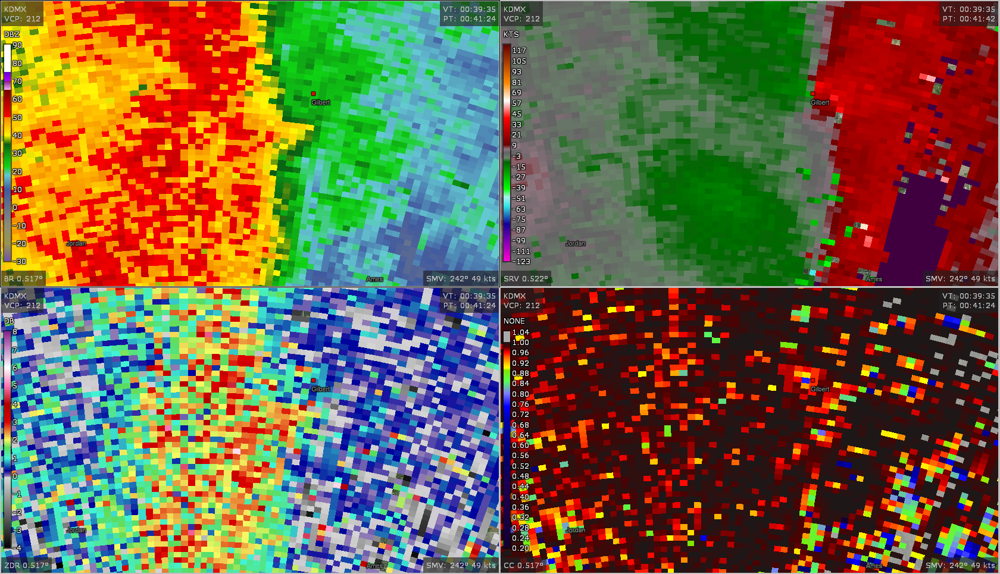 KDMX
VCP: 212
VT: 00:39:35
PT: 00:41:24
DBZ
90
80
70
60
50
40
30
20
10
0
-10
-20
-30
Gilbert
Jordan
Ames
BR 0.517°
SMV: 242° 49 kts
KDMX
VCP: 212
VT: 00:39:35
PT: 00:41:42
KTS
117
105
93
81
69
57
45
33
21
9
-3
-15
-27
-39
-51
-63
-75
-87
-99
-111
-123
Gilbert
Jordan
Ames
SRV 0.522°
SMV: 242° 49 kts
KDMX
VCP: 212
VT: 00:39:35
PT: 00:41:24
DB
8
7
6
5
4
3
2
1
0
-1
-2
-3
-4
Gilbert
Jordan
Ames
ZDR 0.517°
SMV: 242° 49 kts
KDMX
VCP: 212
VT: 00:39:35
PT: 00:41:24
NONE
1.04
1.00
0.96
0.92
0.88
0.84
0.80
0.76
0.72
0.68
0.64
0.60
0.56
0.52
0.48
0.44
0.40
0.36
0.32
0.28
0.24
0.20
Gilbert
Jordan
Ames
CC 0.517°
SMV: 242° 49 kts